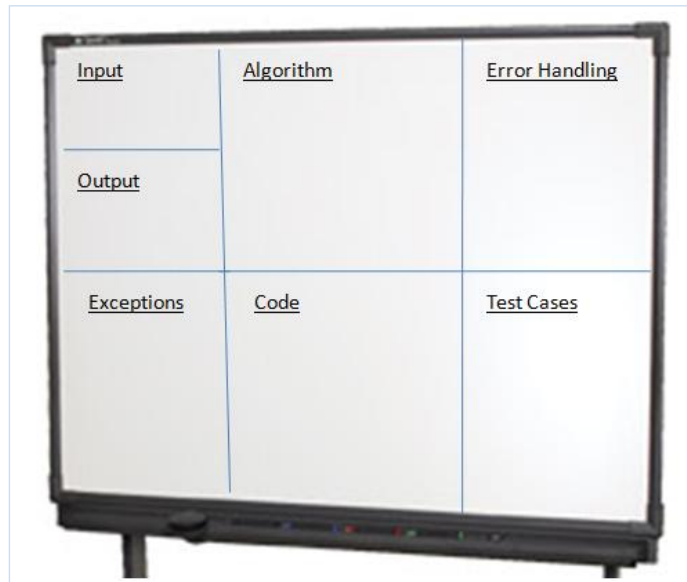 Input
Algorithm
Error Handling
Output
Exceptions
Code
Test Cases